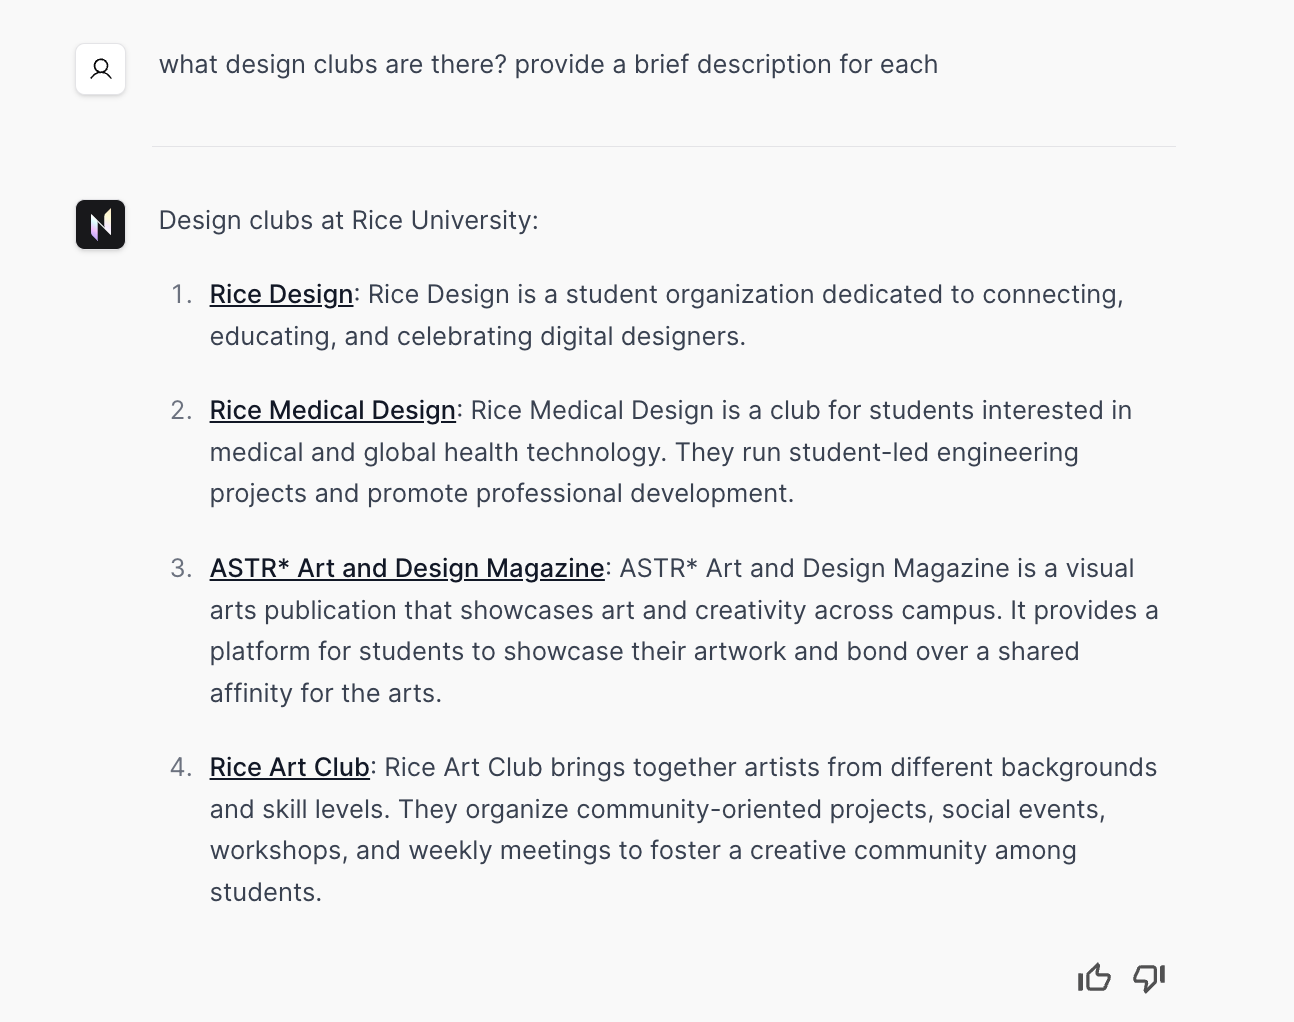 what design clubs are there? provide a brief description for each
Design clubs at Rice University:
1. Rice Design: Rice Design is a student organization dedicated to connecting,
educating, and celebrating digital designers.
2. Rice Medical Design: Rice Medical Design is a club for students interested in
medical and global health technology. They run student-led engineering
projects and promote professional development.
3. ASTR* Art and Design Magazine: ASTR* Art and Design Magazine is a visual
arts publication that showcases art and creativity across campus. It provides a
platform for students to showcase their artwork and bond over a shared
affinity for the arts.
4. Rice Art Club: Rice Art Club brings together artists from different backgrounds
and skill levels. They organize community-oriented projects, social events,
workshops, and weekly meetings to foster a creative community among
students.